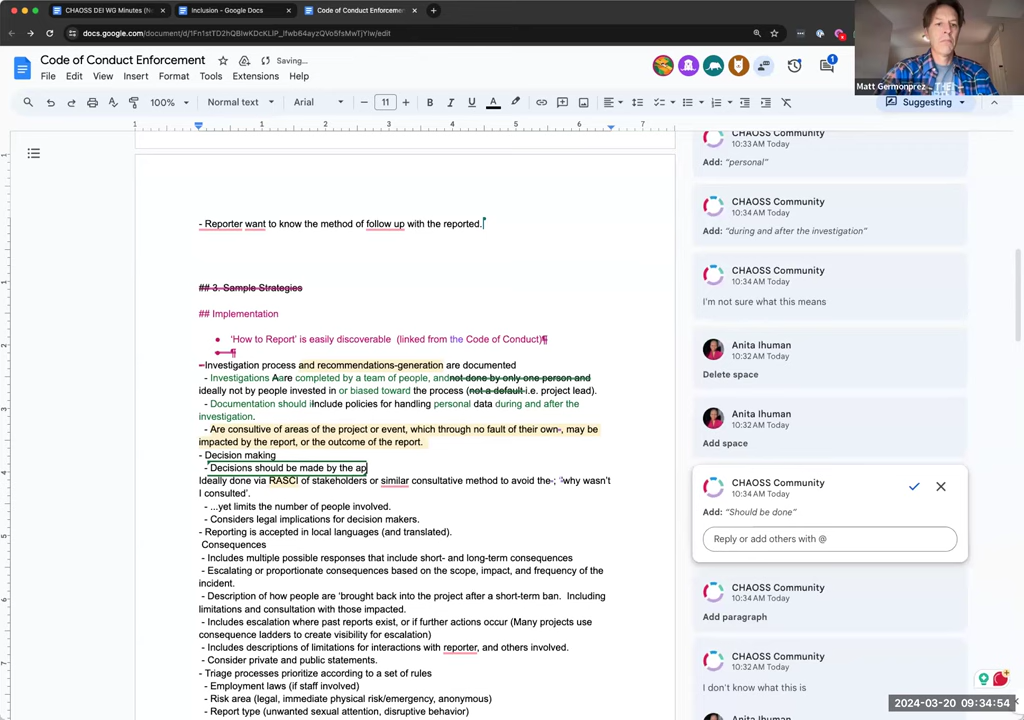 CHAOSS DEI WG Minutes (N
Inclusion - Google Docs
Code of Conduct Enforcement
docs.google.com/document/d/1Fn1stTD2hQBIwKDcKLIP_lfwb64ayzQVo5fsMwTjYlw/edit
Code of Conduct Enforcement
Saving...
File Edit View Insert Format Tools Extensions Help
1
Matt Germonprez
100% Normal text Arial 11 B I U A
Suggesting
1 1 2 3 4 5 6 7
- Reporter want to know the method of follow up with the reported.
## 3. Sample Strategies
## Implementation
● 'How to Report' is easily discoverable (linked from the Code of Conduct)¶
● ¶
-Investigation process and recommendations-generation are documented
- Investigations Aare completed by a team of people, andnot done by only one person and
ideally not by people invested in or biased toward the process (not a default i.e. project lead).
- Documentation should iInclude policies for handling personal data during and after the
investigation.
- Are consultive of areas of the project or event, which through no fault of their own-, may be
impacted by the report, or the outcome of the report.
- Decision making
- Decisions should be made by the ap
Ideally done via RASCI of stakeholders or similar consultative method to avoid the-; 'why wasn't
I consulted'.
- ...yet limits the number of people involved.
- Considers legal implications for decision makers.
- Reporting is accepted in local languages (and translated).
Consequences
- Includes multiple possible responses that include short- and long-term consequences
- Escalating or proportionate consequences based on the scope, impact, and frequency of the
incident.
- Description of how people are 'brought back into the project after a short-term ban. Including
limitations and consultation with those impacted.
- Includes escalation where past reports exist, or if further actions occur (Many projects use
consequence ladders to create visibility for escalation)
- Includes descriptions of limitations for interactions with reporter, and others involved.
- Consider private and public statements.
- Triage processes prioritize according to a set of rules
- Employment laws (if staff involved)
- Risk area (legal, immediate physical risk/emergency, anonymous)
- Report type (unwanted sexual attention, disruptive behavior)
CHAOSS Community
10:33 AM Today
Add: "personal"
CHAOSS Community
10:34 AM Today
Add: "during and after the investigation"
CHAOSS Community
10:34 AM Today
I'm not sure what this means
Anita Ihuman
10:32 AM Today
Delete space
Anita Ihuman
10:32 AM Today
Add space
CHAOSS Community
10:34 AM Today
Add: "Should be done"
Reply or add others with @
CHAOSS Community
10:34 AM Today
Add paragraph
CHAOSS Community
10:32 AM Today
I don't know what this is
Anita Ihuman
2024-03-20 09:34:54